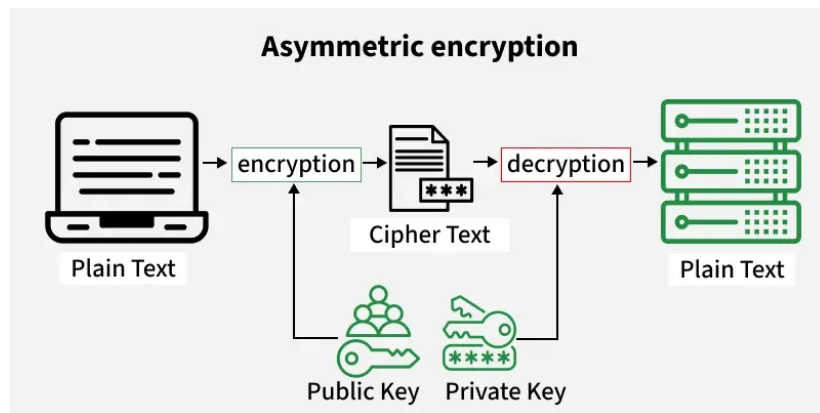 Asymmetric encryption
encryption
***
decryption
Cipher Text
Plain Text
Plain Text
****
Public Key
Private Key